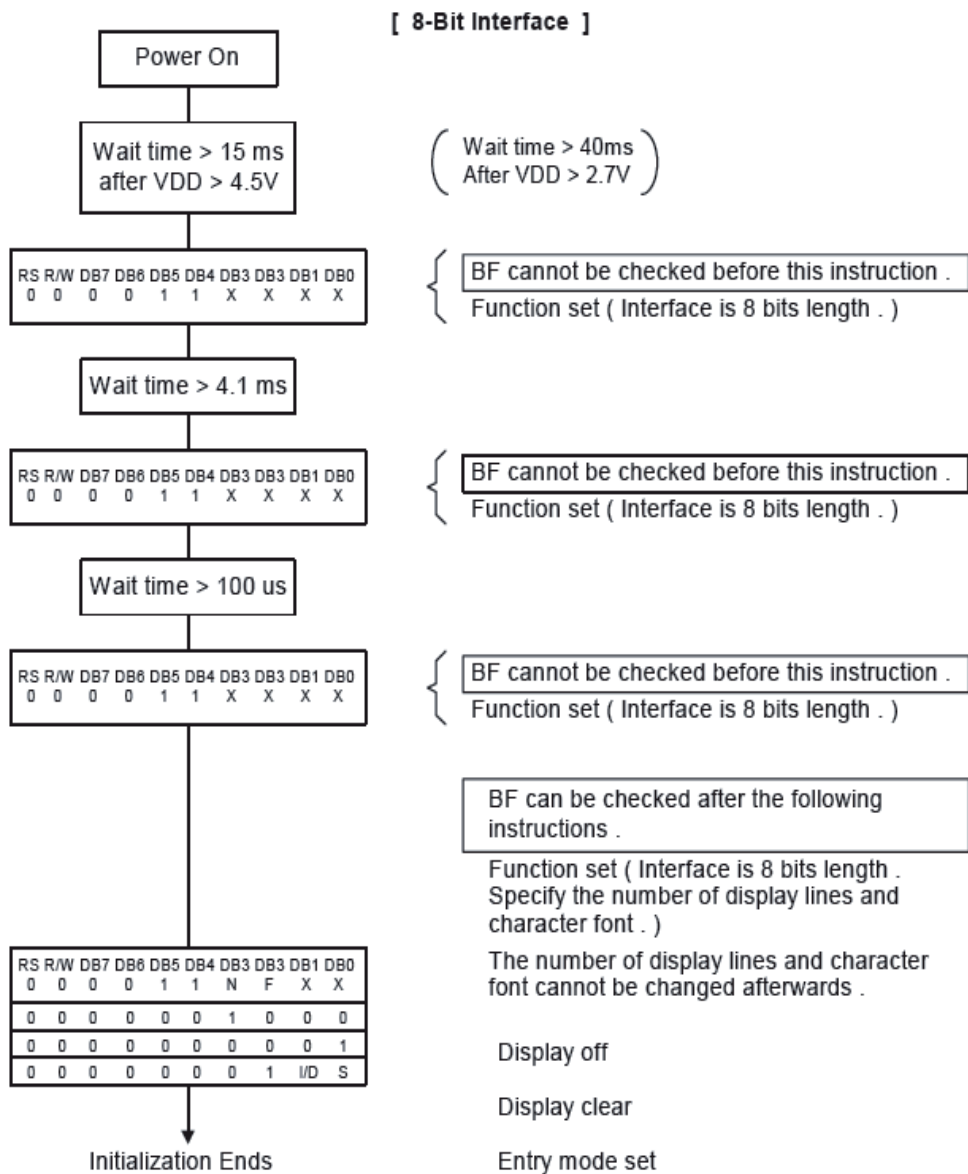 [ 8-Bit Interface ]
Power On
Wait time > 15 ms
after VDD > 4.5V
Wait time > 40ms
After VDD > 2.7V
RS R/W DB7 DB6 DB5 DB4 DB3 DB3 DB1 DB0
0 0 0 0 1 1 X X X X
BF cannot be checked before this instruction .
Function set ( Interface is 8 bits length . )
Wait time > 4.1 ms
RS R/W DB7 DB6 DB5 DB4 DB3 DB3 DB1 DB0
0 0 0 0 1 1 X X X X
BF cannot be checked before this instruction .
Function set ( Interface is 8 bits length . )
Wait time > 100 us
RS R/W DB7 DB6 DB5 DB4 DB3 DB3 DB1 DB0
0 0 0 0 1 1 X X X X
BF cannot be checked before this instruction .
Function set ( Interface is 8 bits length . )
BF can be checked after the following
instructions .
Function set ( Interface is 8 bits length .
Specify the number of display lines and
character font . )
The number of display lines and character
font cannot be changed afterwards .
RS R/W DB7 DB6 DB5 DB4 DB3 DB3 DB1 DB0
0 0 0 0 1 1 N F X X
0 0 0 0 0 0 1 0 0 0
0 0 0 0 0 0 0 0 0 1
0 0 0 0 0 0 0 1 I/D S
Display off
Display clear
Entry mode set
Initialization Ends